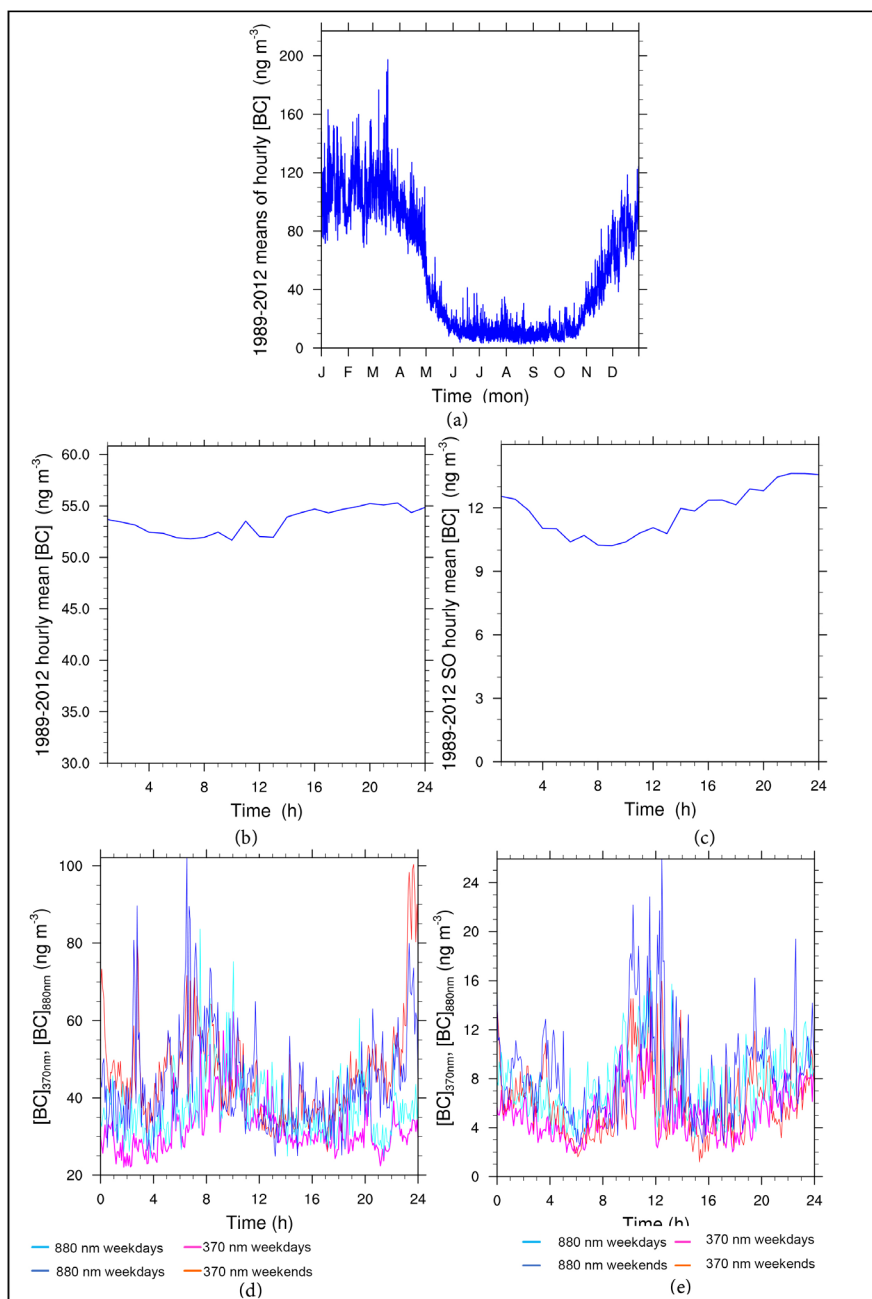 1989-2012 means of hourly [BC] (ng m-3)
200
160
120
80
40
0
J F M A M J J A S O N D
Time (mon)
(a)
1989-2012 hourly mean [BC] (ng m-3)
60.0
55.0
50.0
45.0
40.0
35.0
30.0
4 8 12 16 20 24
Time (h)
(b)
1989-2012 SO hourly mean [BC] (ng m-3)
12
9
6
3
0
4 8 12 16 20 24
Time (h)
(c)
[BC]370nm, [BC]880nm (ng m-3)
100
80
60
40
20
0 4 8 12 16 20 24
Time (h)
880 nm weekdays 370 nm weekdays
880 nm weekdays 370 nm weekends
(d)
[BC]370nm, [BC]880nm (ng m-3)
24
20
16
12
8
4
0
0 4 8 12 16 20 24
Time (h)
880 nm weekdays 370 nm weekdays
880 nm weekends 370 nm weekends
(e)